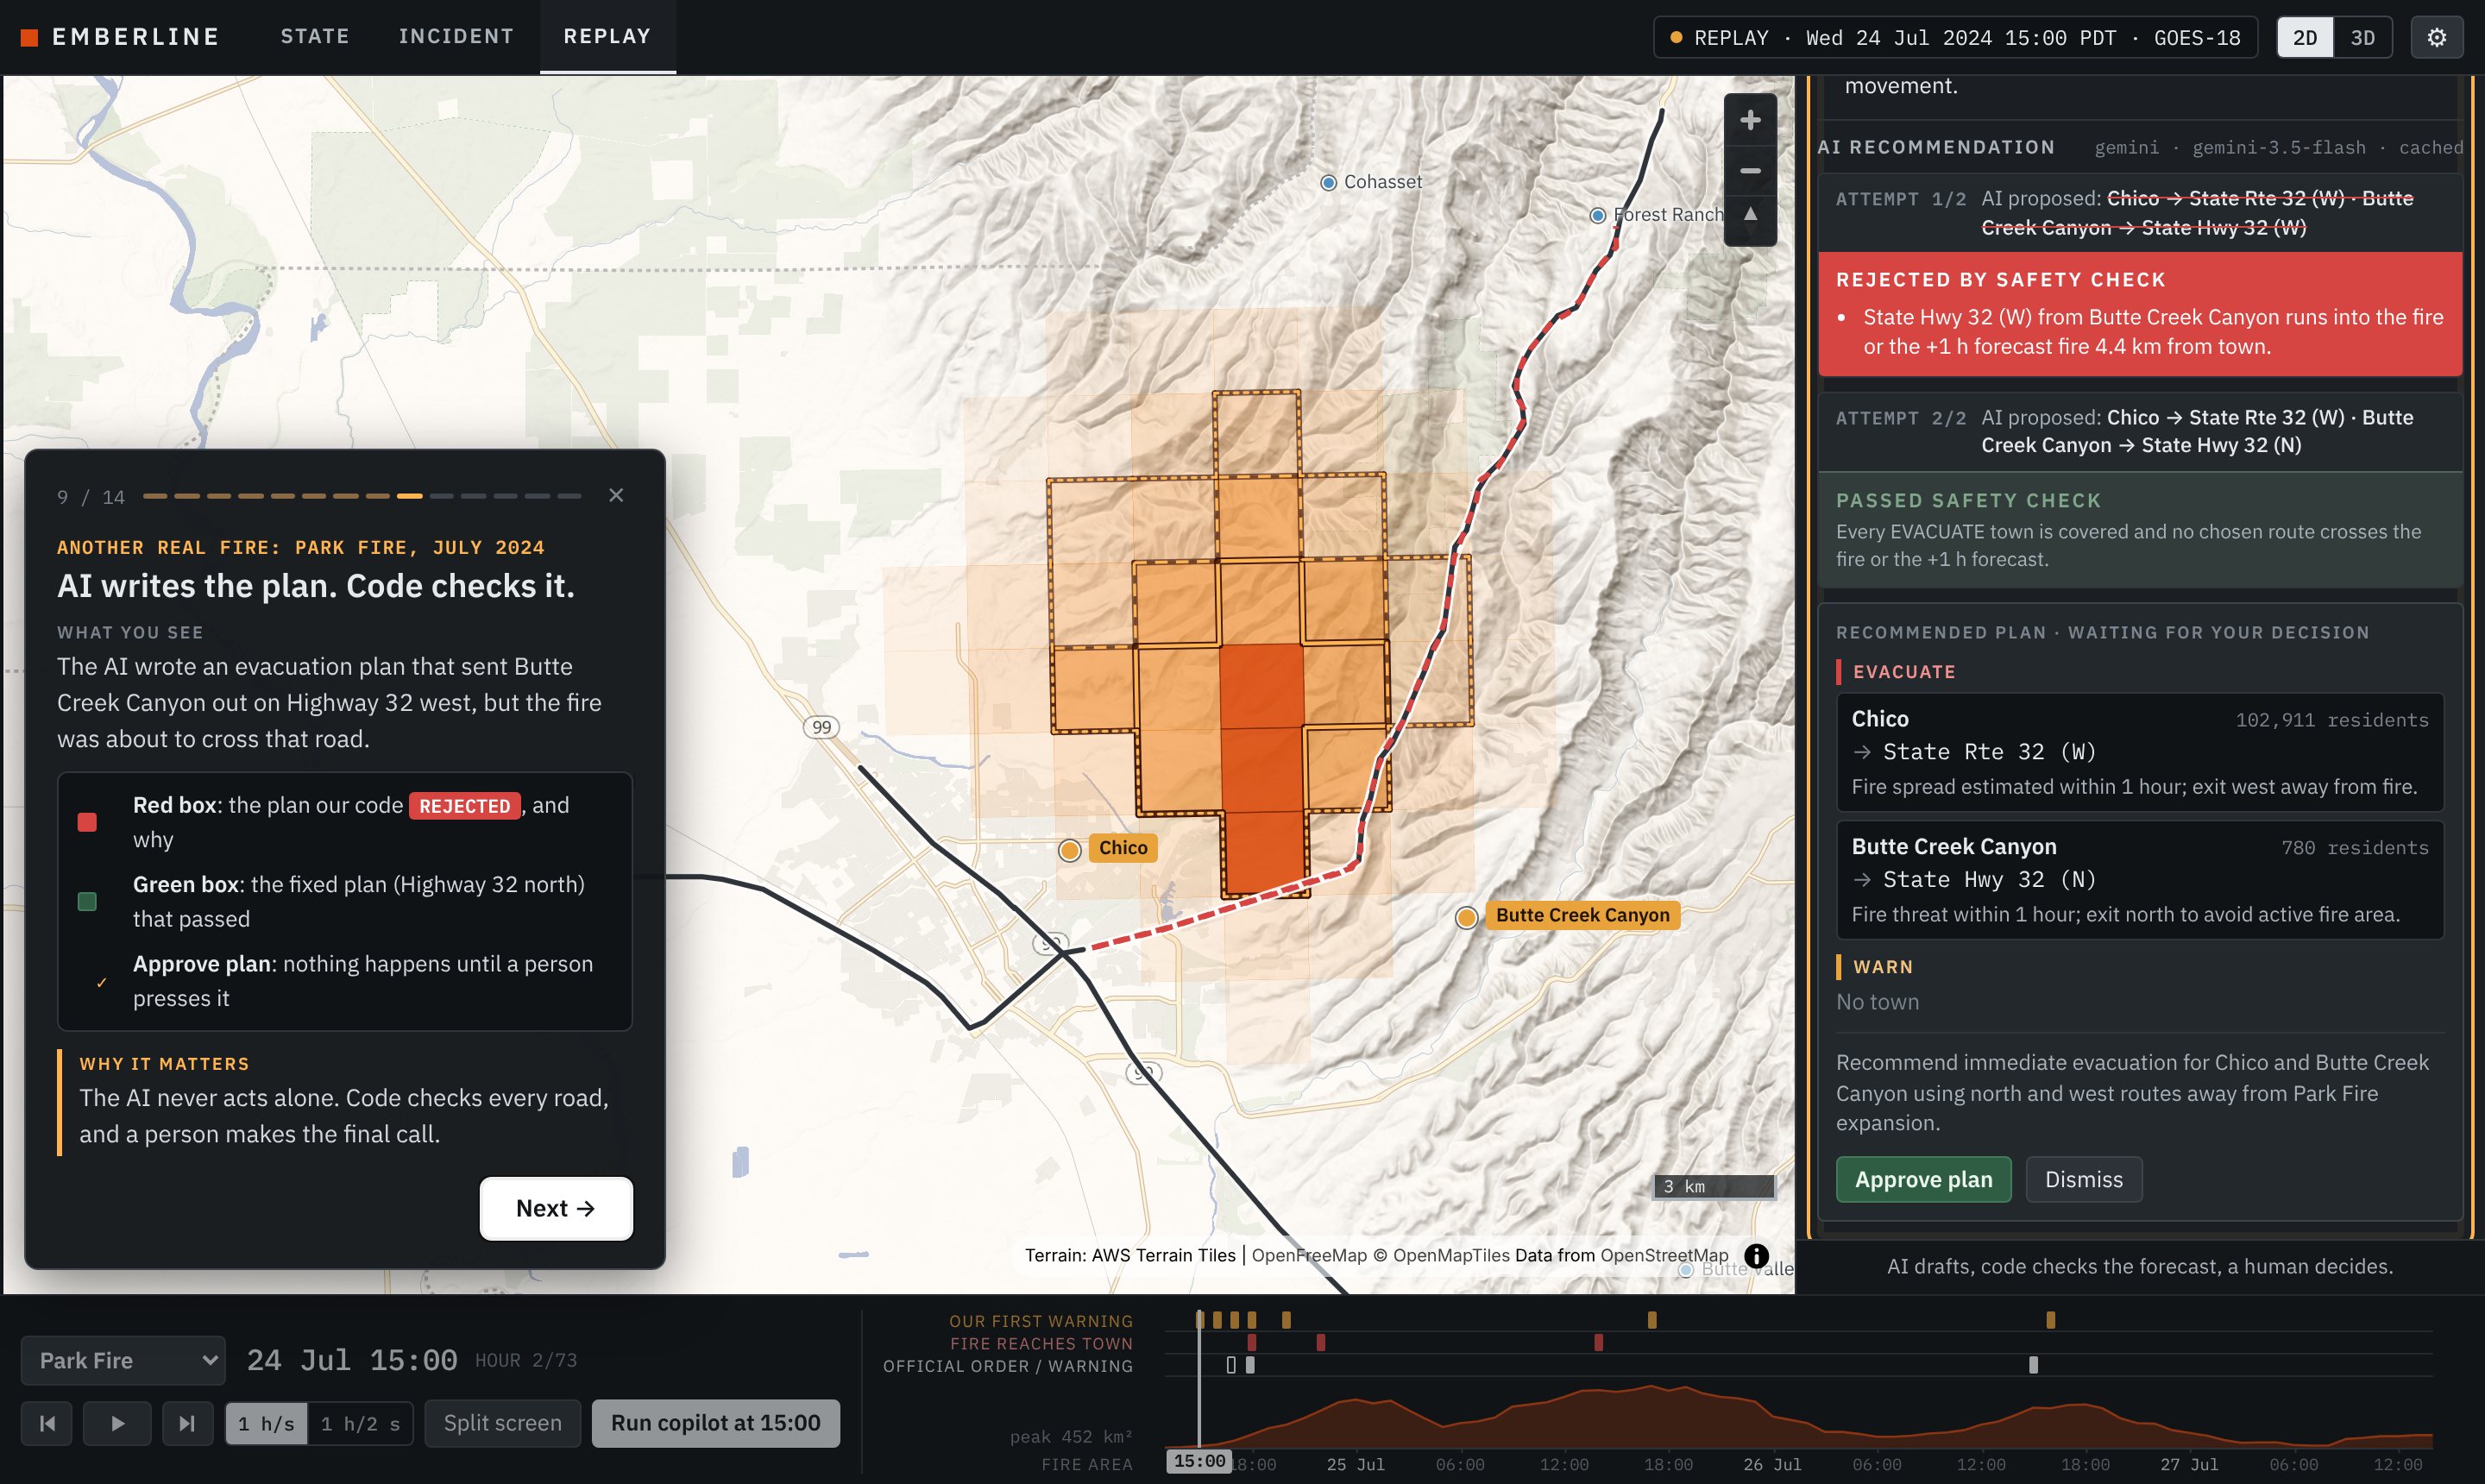 EMBERLINE
STATE
INCIDENT
REPLAY
REPLAY · Wed 24 Jul 2024 15:00 PDT · GOES-18
2D
3D
Cohasset
Forest Ranch
99
Chico
Butte Creek Canyon
99
3 km
Terrain: AWS Terrain Tiles | OpenFreeMap © OpenMapTiles Data from OpenStreetMap
9 / 14
ANOTHER REAL FIRE: PARK FIRE, JULY 2024
AI writes the plan. Code checks it.
WHAT YOU SEE
The AI wrote an evacuation plan that sent Butte
Creek Canyon out on Highway 32 west, but the fire
was about to cross that road.
Red box: the plan our code REJECTED, and
why
Green box: the fixed plan (Highway 32 north)
that passed
✓
Approve plan: nothing happens until a person
presses it
WHY IT MATTERS
The AI never acts alone. Code checks every road,
and a person makes the final call.
Next →
movement.
AI RECOMMENDATION
gemini · gemini-3.5-flash · cached
ATTEMPT 1/2 AI proposed: Chico → State Rte 32 (W) · Butte
Creek Canyon → State Hwy 32 (W)
REJECTED BY SAFETY CHECK
• State Hwy 32 (W) from Butte Creek Canyon runs into the fire
or the +1 h forecast fire 4.4 km from town.
ATTEMPT 2/2 AI proposed: Chico → State Rte 32 (W) · Butte
Creek Canyon → State Hwy 32 (N)
PASSED SAFETY CHECK
Every EVACUATE town is covered and no chosen route crosses the
fire or the +1 h forecast.
RECOMMENDED PLAN · WAITING FOR YOUR DECISION
EVACUATE
Chico
102,911 residents
→ State Rte 32 (W)
Fire spread estimated within 1 hour; exit west away from fire.
Butte Creek Canyon
780 residents
→ State Hwy 32 (N)
Fire threat within 1 hour; exit north to avoid active fire area.
WARN
No town
Recommend immediate evacuation for Chico and Butte Creek
Canyon using north and west routes away from Park Fire
expansion.
Approve plan
Dismiss
AI drafts, code checks the forecast, a human decides.
Park Fire
24 Jul 15:00
HOUR 2/73
1 h/s
1 h/2 s
Split screen
Run copilot at 15:00
OUR FIRST WARNING
FIRE REACHES TOWN
OFFICIAL ORDER / WARNING
peak 452 km²
FIRE AREA
15:00
18:00
25 Jul
06:00
12:00
18:00
26 Jul
06:00
12:00
18:00
27 Jul
06:00
12:00